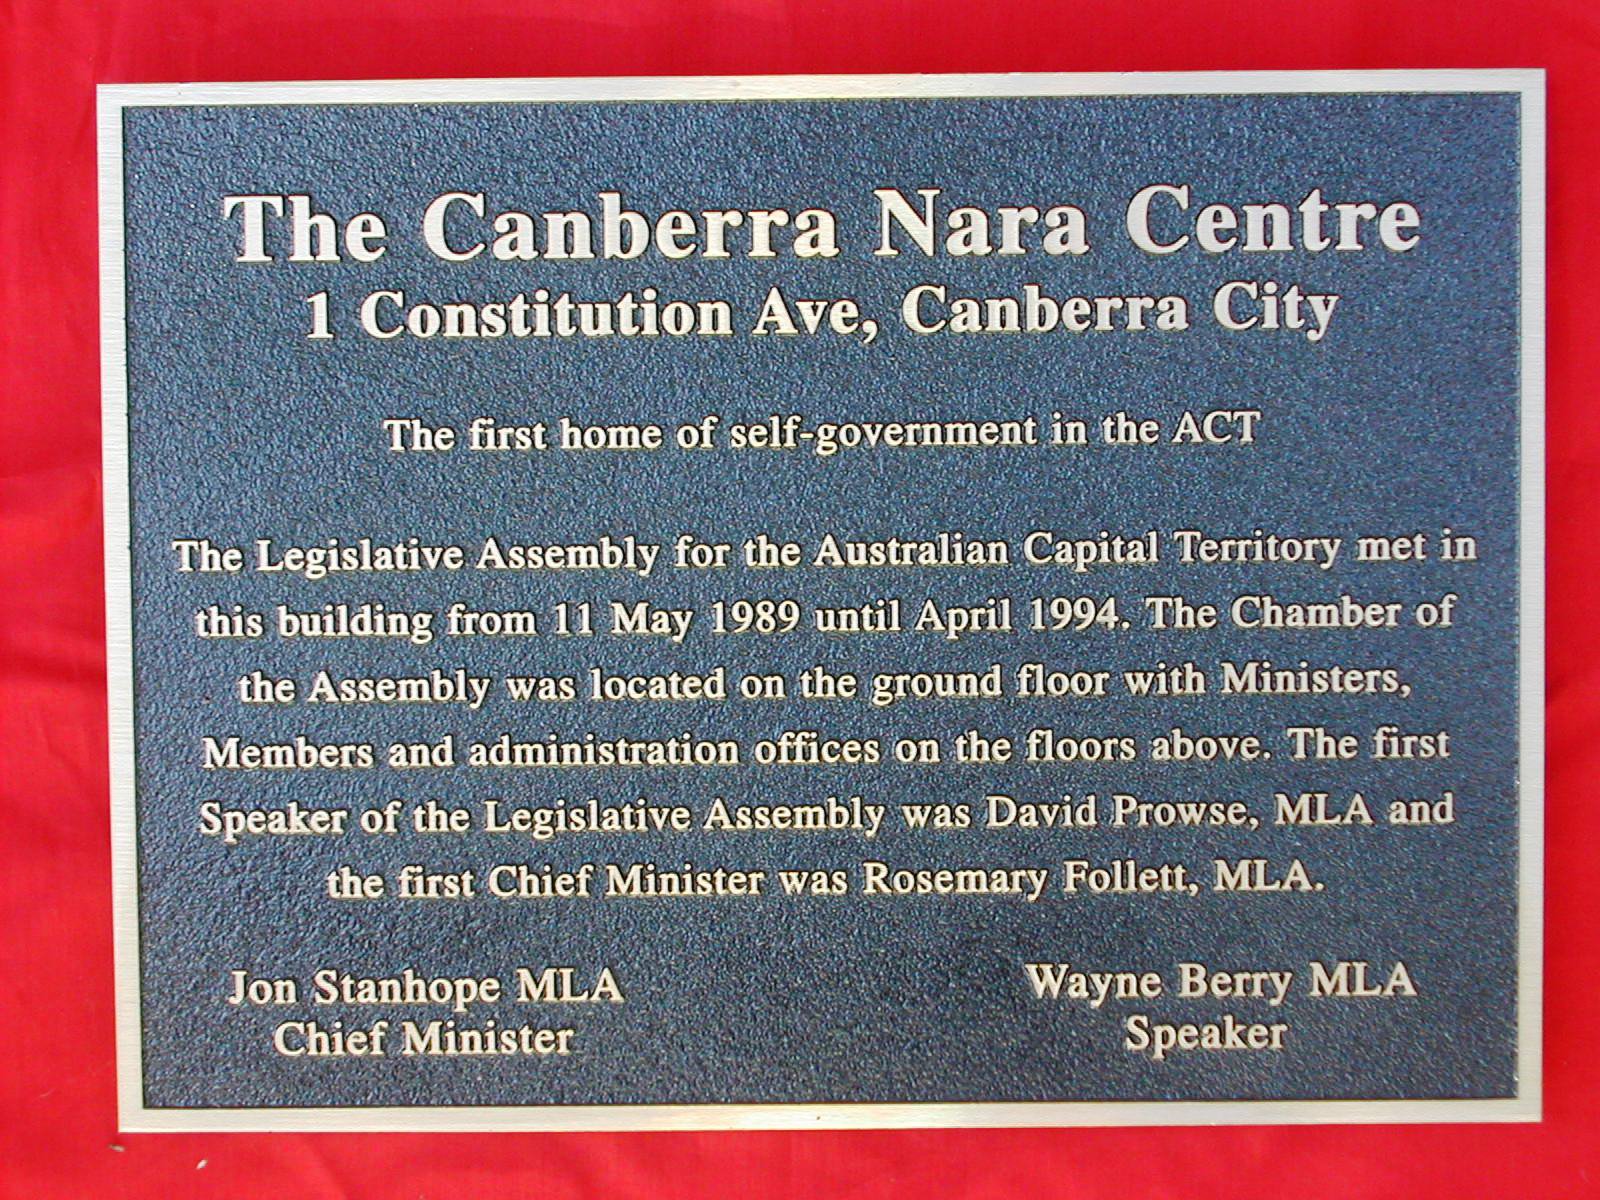 The Canberra Nara Centre
1 Constitution Ave, Canberra City
The first home of self-government in the ACT
The Legislative Assembly for the Australian Capital Territory met in
this building from 11 May 1989 until April 1994. The Chamber of
the Assembly was located on the ground floor with Ministers,
Members and administration offices on the floors above. The first
Speaker of the Legislative Assembly was David Prowse, MLA and
the first Chief Minister was Rosemary Follett, MLA.
Jon Stanhope MLA
Chief Minister
Wayne Berry MLA
Speaker